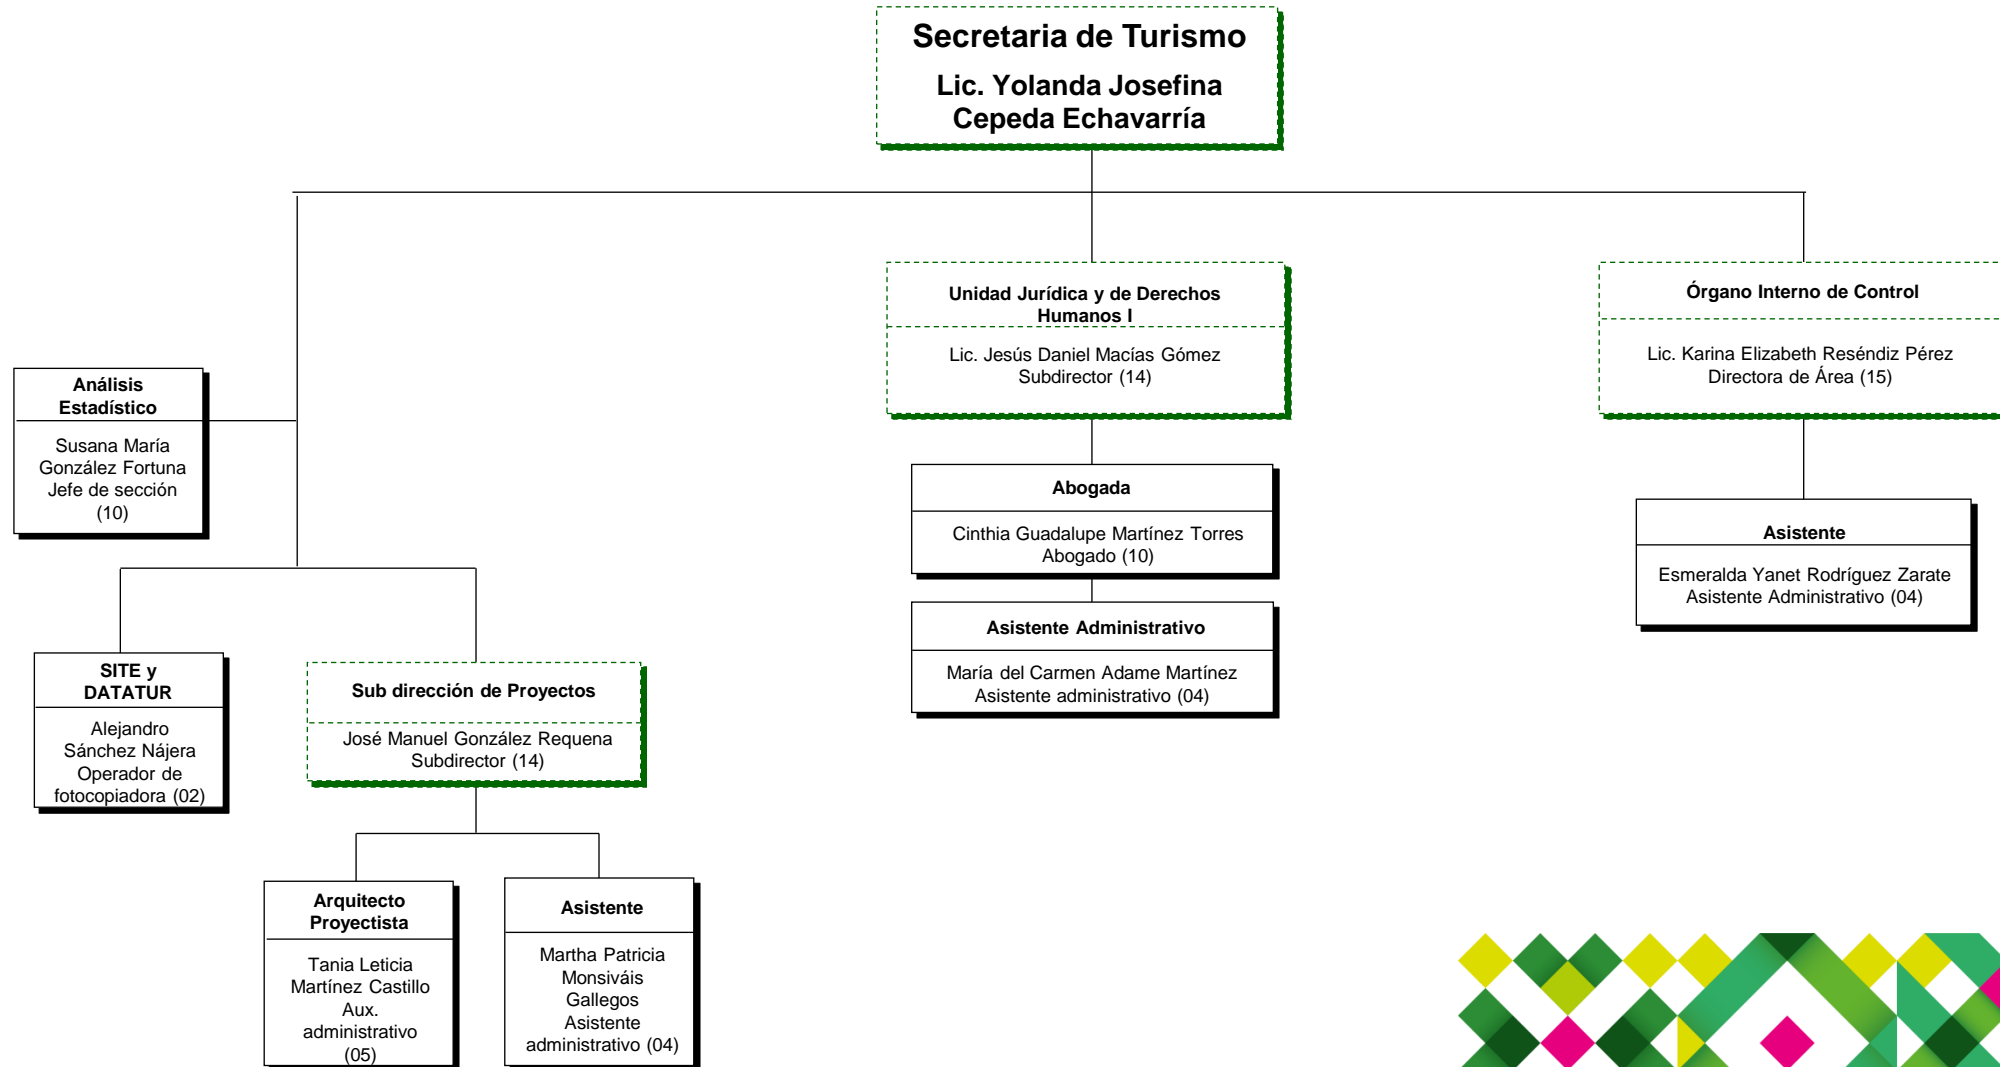 Secretaria de Turismo
Lic. Yolanda Josefina
Cepeda Echavarría
Unidad Jurídica y de Derechos
Humanos I
Lic. Jesús Daniel Macías Gómez
Subdirector (14)
Órgano Interno de Control
Lic. Karina Elizabeth Reséndiz Pérez
Directora de Área (15)
Análisis
Estadístico
Susana María
González Fortuna
Jefe de sección
(10)
Abogada
Cinthia Guadalupe Martínez Torres
Abogado (10)
Asistente
Esmeralda Yanet Rodríguez Zarate
Asistente Administrativo (04)
Asistente Administrativo
María del Carmen Adame Martínez
Asistente administrativo (04)
SITE y
DATATUR
Alejandro
Sánchez Nájera
Operador de
fotocopiadora (02)
Sub dirección de Proyectos
José Manuel González Requena
Subdirector (14)
Arquitecto
Proyectista
Tania Leticia
Martínez Castillo
Aux.
administrativo
(05)
Asistente
Martha Patricia
Monsiváis
Gallegos
Asistente
administrativo (04)